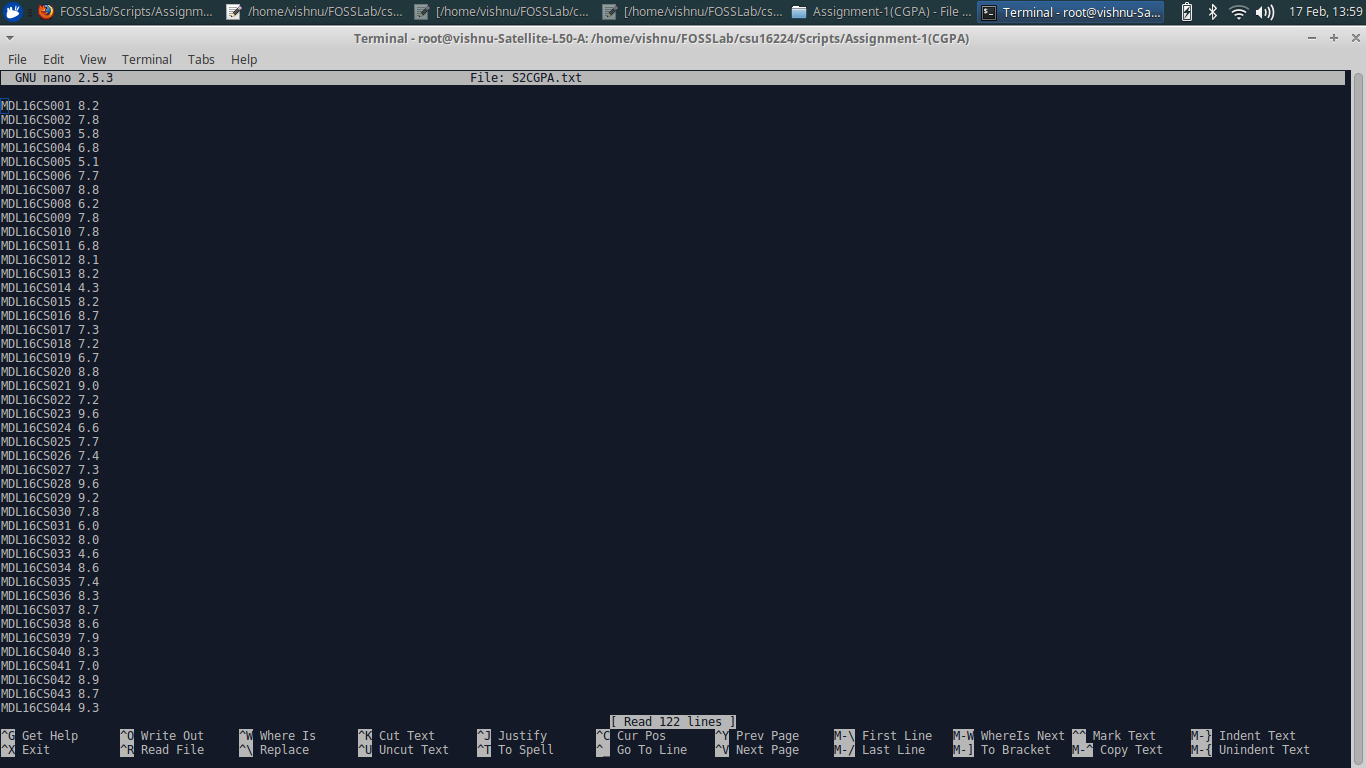 FOSSLab/Scripts/Assignm... /home/vishnu/FOSSLab/cs... [/home/vishnu/FOSSLab/c... [/home/vishnu/FOSSLab/cs... Assignment-1(CGPA) - File ... Terminal - root@vishnu-Sa... 17 Feb, 13:59
Terminal - root@vishnu-Satellite-L50-A: /home/vishnu/FOSSLab/csu16224/Scripts/Assignment-1(CGPA)
File Edit View Terminal Tabs Help
GNU nano 2.5.3 File: S2CGPA.txt
MDL16CS001 8.2
MDL16CS002 7.8
MDL16CS003 5.8
MDL16CS004 6.8
MDL16CS005 5.1
MDL16CS006 7.7
MDL16CS007 8.8
MDL16CS008 6.2
MDL16CS009 7.8
MDL16CS010 7.8
MDL16CS011 6.8
MDL16CS012 8.1
MDL16CS013 8.2
MDL16CS014 4.3
MDL16CS015 8.2
MDL16CS016 8.7
MDL16CS017 7.3
MDL16CS018 7.2
MDL16CS019 6.7
MDL16CS020 8.8
MDL16CS021 9.0
MDL16CS022 7.2
MDL16CS023 9.6
MDL16CS024 6.6
MDL16CS025 7.7
MDL16CS026 7.4
MDL16CS027 7.3
MDL16CS028 9.6
MDL16CS029 9.2
MDL16CS030 7.8
MDL16CS031 6.0
MDL16CS032 8.0
MDL16CS033 4.6
MDL16CS034 8.6
MDL16CS035 7.4
MDL16CS036 8.3
MDL16CS037 8.7
MDL16CS038 8.6
MDL16CS039 7.9
MDL16CS040 8.3
MDL16CS041 7.0
MDL16CS042 8.9
MDL16CS043 8.7
MDL16CS044 9.3
[ Read 122 lines ]
^G Get Help ^O Write Out ^W Where Is ^K Cut Text ^J Justify ^C Cur Pos ^Y Prev Page M-\ First Line M-W WhereIs Next ^^ Mark Text M-} Indent Text
^X Exit ^R Read File ^\ Replace ^U Uncut Text ^T To Spell ^_ Go To Line ^V Next Page M-/ Last Line M-] To Bracket M-^ Copy Text M-{ Unindent Text